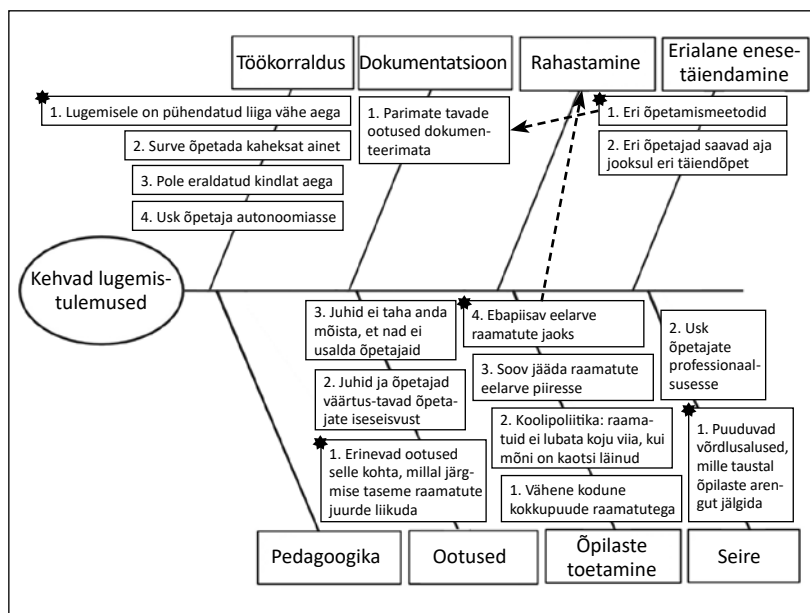 Töökorraldus
Dokumentatsioon
Rahastamine
Erialane enese-
täiendamine
1. Lugemisele on pühendatud liiga vähe aega
2. Surve õpetada kaheksat ainet
3. Pole eraldatud kindlat aega
4. Usk õpetaja autonoomiasse
1. Parimate tavade
ootused dokumen-
teerimata
1. Eri õpetamismeetodid
2. Eri õpetajad saavad aja
jooksul eri täiendõpet
Kehvad lugemis-
tulemused
3. Juhid ei taha anda
mõista, et nad ei
usalda õpetajaid
2. Juhid ja õpetajad
väärtus-tavad õpeta-
jate iseseisvust
1. Erinevad ootused
selle kohta, millal järg-
mise taseme raamatute
juurde liikuda
4. Ebapiisav eelarve
raamatute jaoks
3. Soov jääda raamatute
eelarve piiresse
2. Koolipoliitika: raama-
tuid ei lubata koju viia, kui
mõni on kaotsi läinud
1. Vähene kodune
kokkupuude raamatutega
2. Usk
õpetajate
professionaal-
susesse
1. Puuduvad
võrdlusalused,
mille taustal
õpilaste aren-
gut jälgida
Pedagoogika
Ootused
Õpilaste
toetamine
Seire